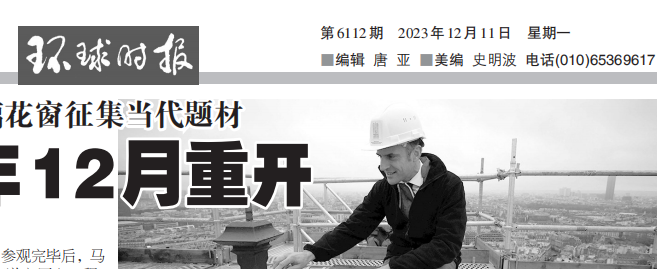 环球时报
第6112期 2023年12月11日 星期一
■编辑 唐 亚 ■美编 史明波 电话(010)65369617
花窗征集当代题材
年12月重开
参观完毕后，马